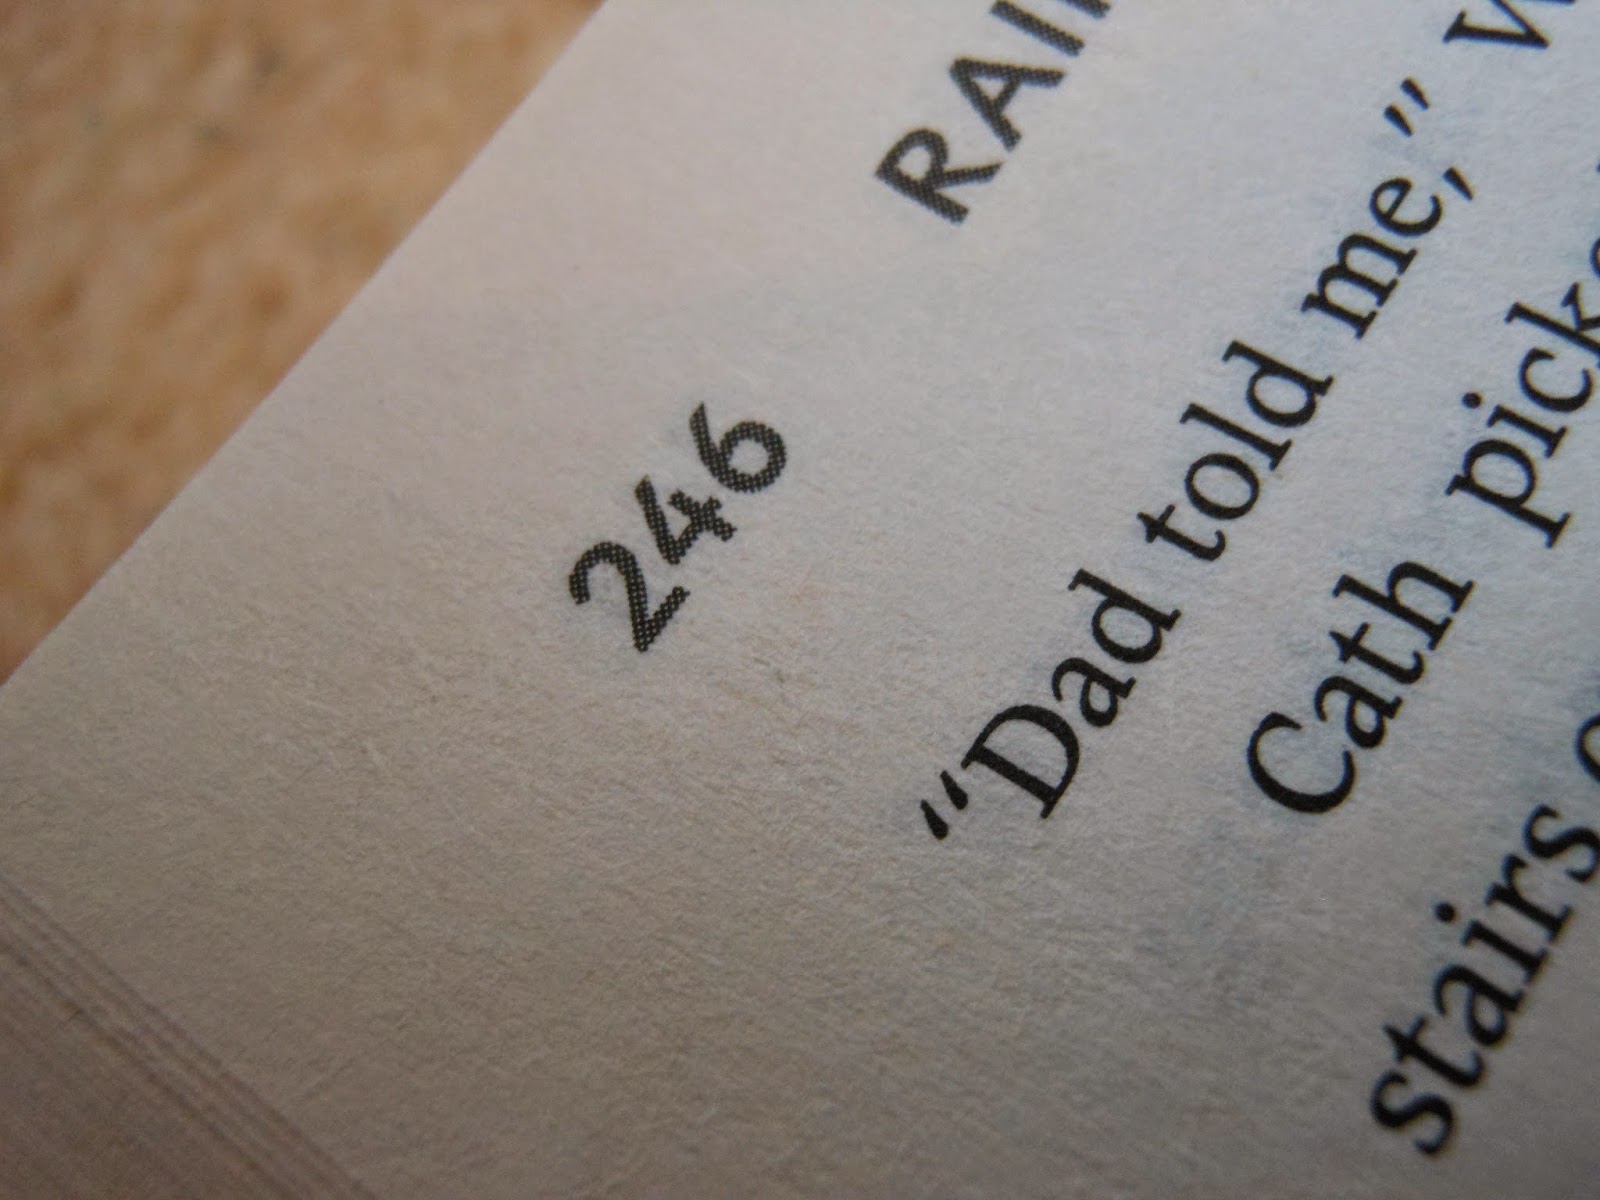 246
"Dad told me,"
Cath
stairs